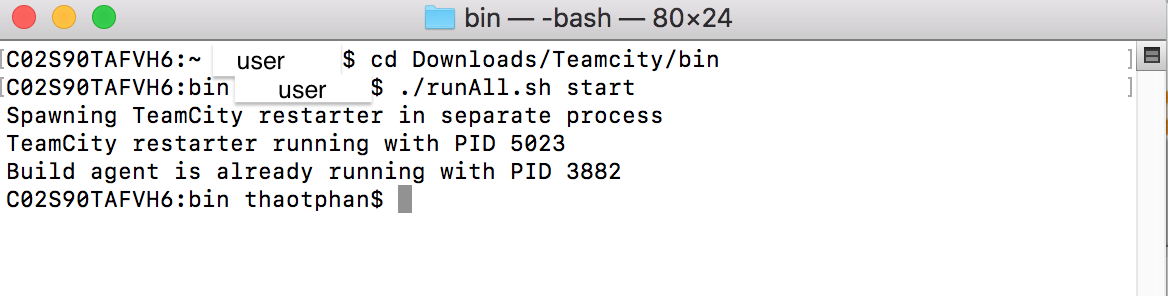 bin — -bash — 80×24
C02S90TAFVH6:~ user $ cd Downloads/Teamcity/bin
C02S90TAFVH6:bin user $ ./runAll.sh start
Spawning TeamCity restarter in separate process
TeamCity restarter running with PID 5023
Build agent is already running with PID 3882
C02S90TAFVH6:bin thaotphan$